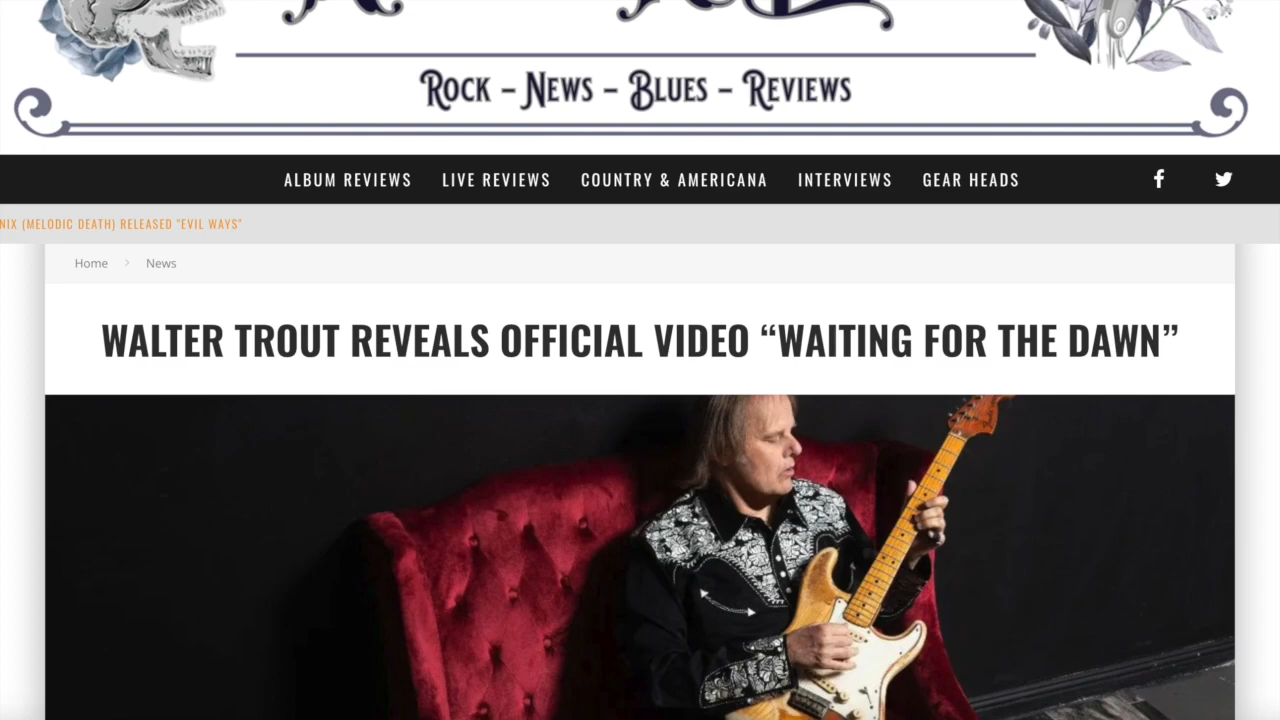 Rock – News – Blues – Reviews
ALBUM REVIEWS LIVE REVIEWS COUNTRY & AMERICANA INTERVIEWS GEAR HEADS
NIX (MELODIC DEATH) RELEASED "EVIL WAYS"
Home News
WALTER TROUT REVEALS OFFICIAL VIDEO “WAITING FOR THE DAWN”